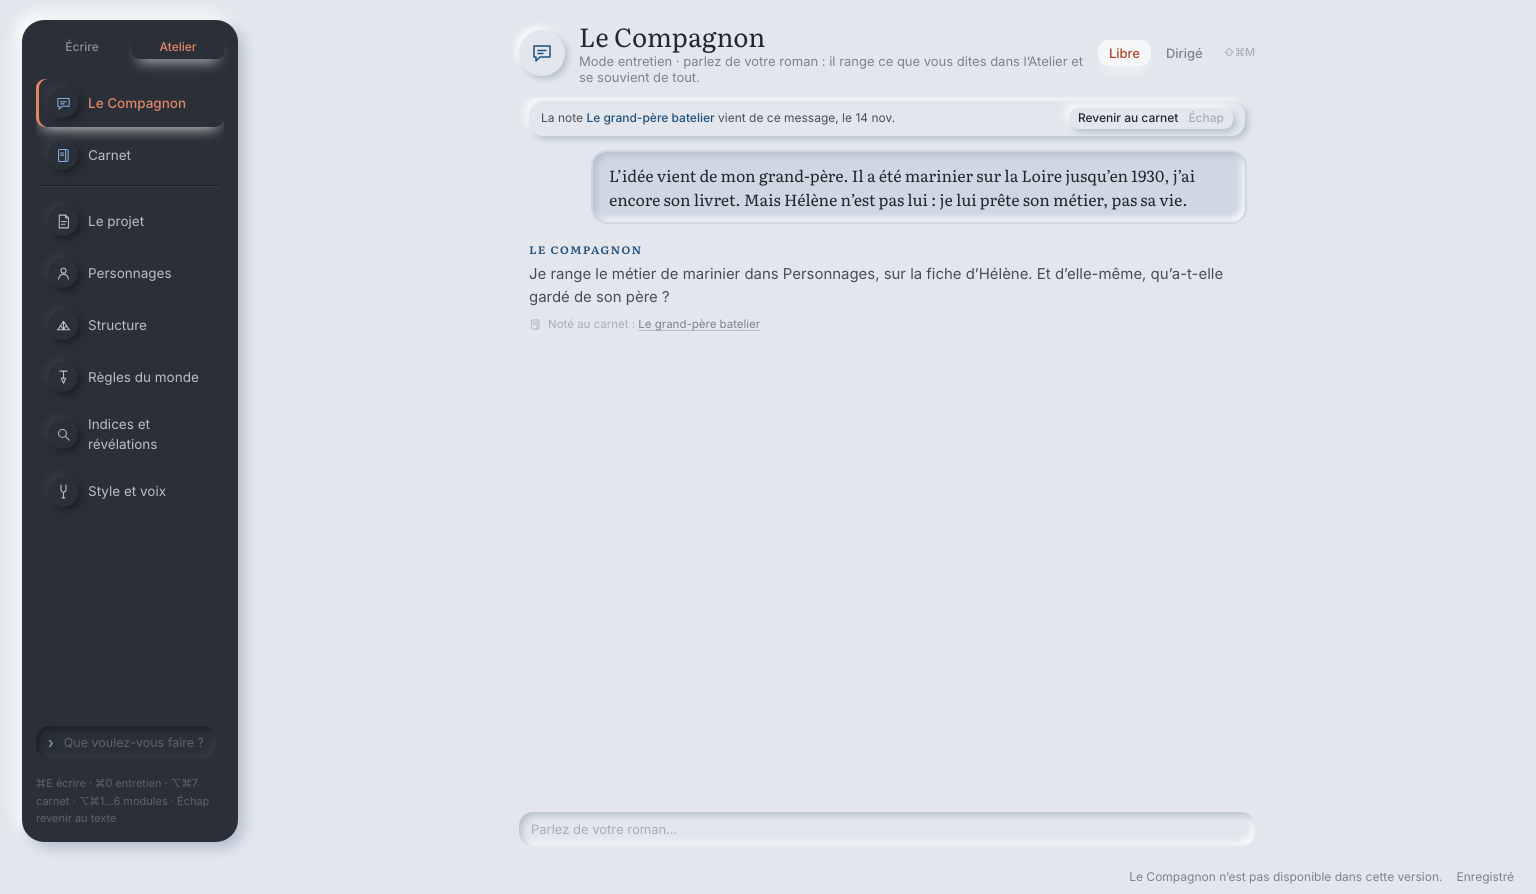 Écrire
Atelier
Le Compagnon
Carnet
Le projet
Personnages
Structure
Règles du monde
Indices et
révélations
Style et voix
› Que voulez-vous faire ?
⌘E écrire · ⌘0 entretien · ⌥⌘7
carnet · ⌥⌘1…6 modules · Échap
revenir au texte
Le Compagnon
Mode entretien · parlez de votre roman : il range ce que vous dites dans l’Atelier et
se souvient de tout.
Libre
Dirigé
⇧⌘M
La note Le grand-père batelier vient de ce message, le 14 nov.
Revenir au carnet Échap
L’idée vient de mon grand-père. Il a été marinier sur la Loire jusqu’en 1930, j’ai
encore son livret. Mais Hélène n’est pas lui : je lui prête son métier, pas sa vie.
LE COMPAGNON
Je range le métier de marinier dans Personnages, sur la fiche d’Hélène. Et d’elle-même, qu’a-t-elle
gardé de son père ?
Noté au carnet : Le grand-père batelier
Parlez de votre roman…
Le Compagnon n’est pas disponible dans cette version.
Enregistré